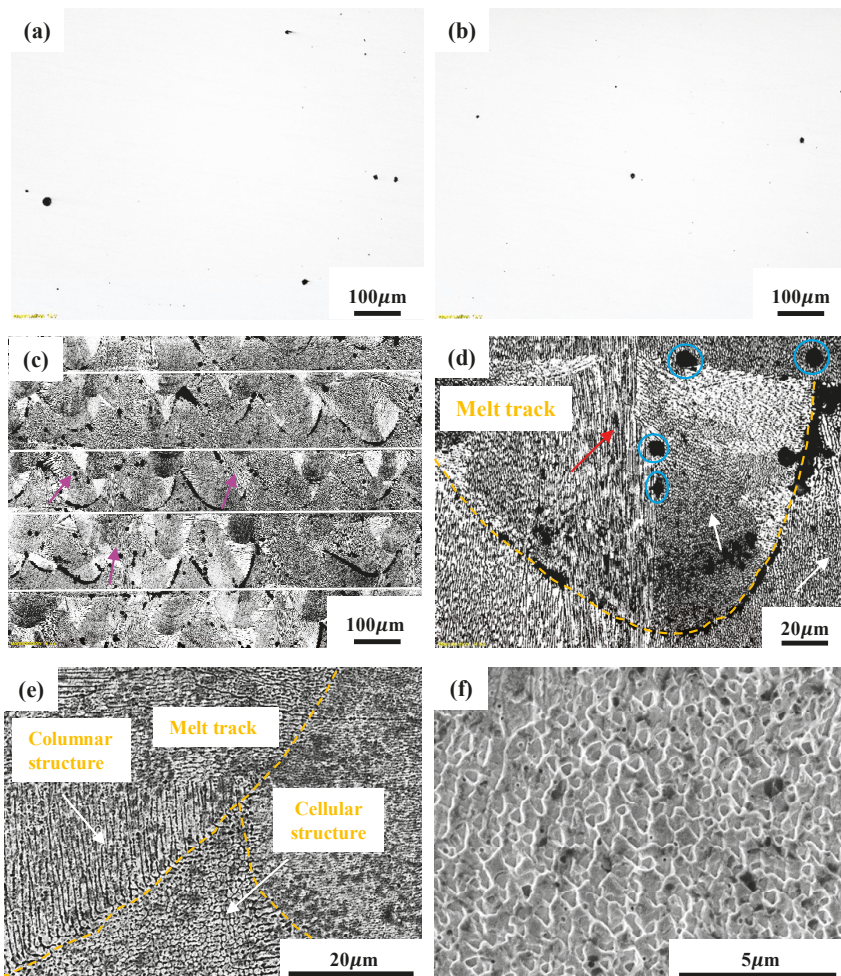 (a)
100µm
(b)
100µm
(c)
100µm
(d)
Melt track
20µm
(e)
Columnar
structure
Melt track
Cellular
structure
20µm
(f)
5µm